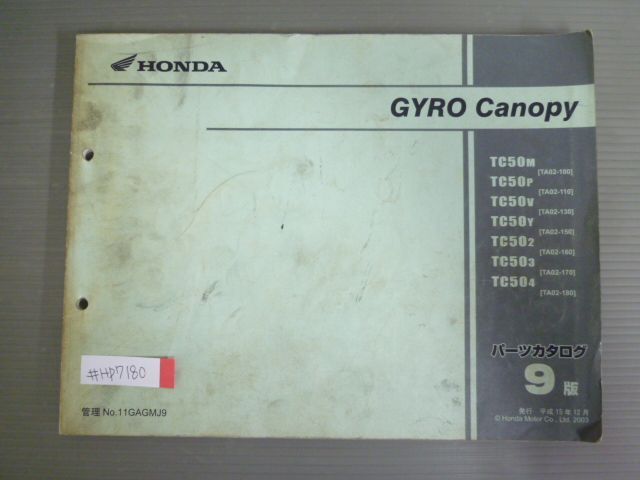 HONDA
GYRO Canopy
TC50M
[TA02-100]
TC50P
[TA02-110]
TC50V
[TA02-130]
TC50Y
[TA02-150]
TC502
[TA02-160]
TC503
[TA02-170]
TC504
[TA02-180]
パーツカタログ
9版
#HP7180
管理 No.11GAGMJ9
発行 平成15年12月
© Honda Motor Co., Ltd. 2003